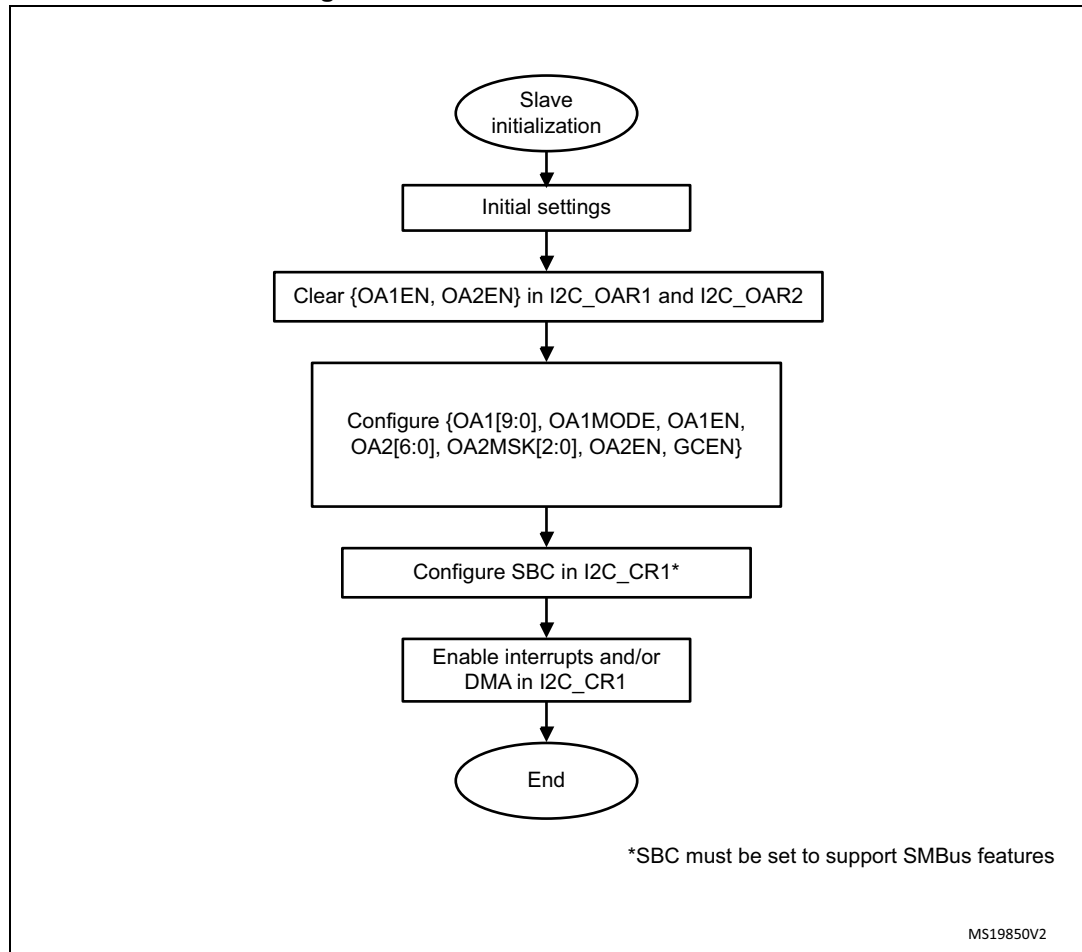 Slave
initialization
Initial settings
Clear {OA1EN, OA2EN} in I2C_OAR1 and I2C_OAR2
Configure {OA1[9:0], OA1MODE, OA1EN,
OA2[6:0], OA2MSK[2:0], OA2EN, GCEN}
Configure SBC in I2C_CR1*
Enable interrupts and/or
DMA in I2C_CR1
End
*SBC must be set to support SMBus features
MS19850V2